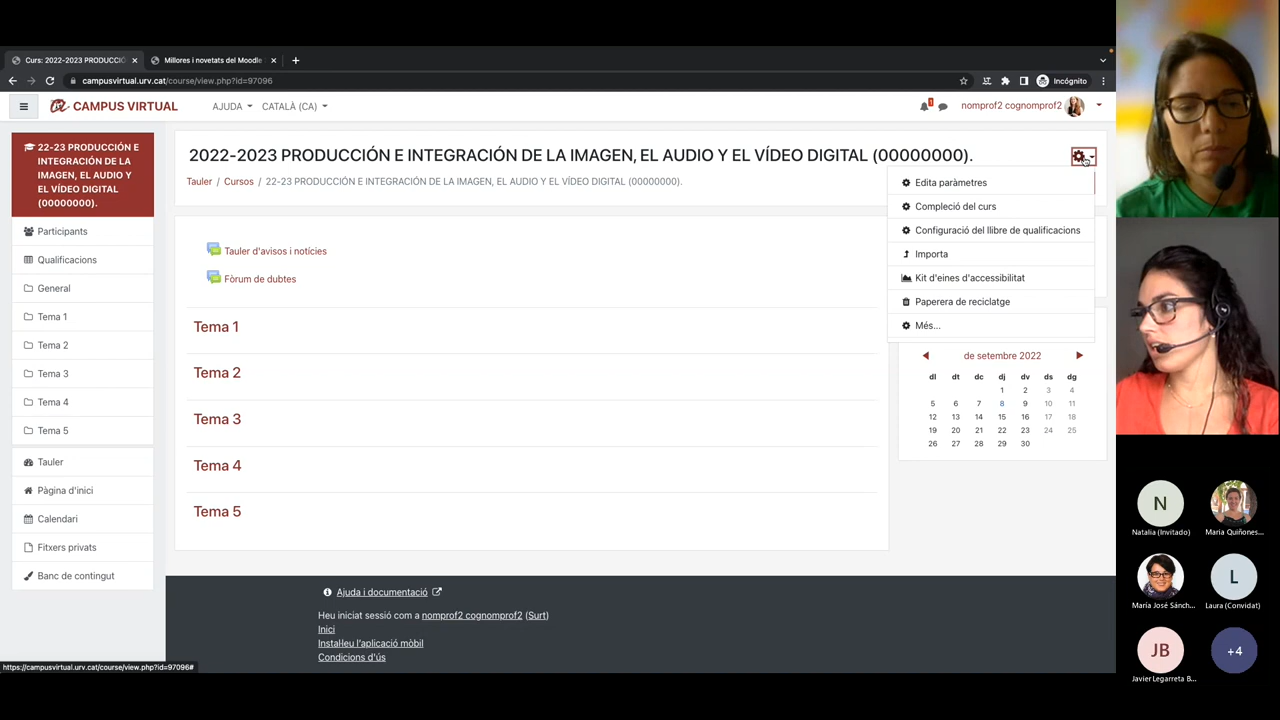 Curs: 2022-2023 PRODUCCIÓ
Millores i novetats del Moodle
campusvirtual.urv.cat/course/view.php?id=97096
Incógnito
CAMPUS VIRTUAL
AJUDA
CATALÀ (CA)
1
nomprof2 cognomprof2
22-23 PRODUCCIÓN E
INTEGRACIÓN DE LA
IMAGEN, EL AUDIO Y
EL VÍDEO DIGITAL
(00000000).
Participants
Qualificacions
General
Tema 1
Tema 2
Tema 3
Tema 4
Tema 5
Tauler
Pàgina d'inici
Calendari
Fitxers privats
Banc de contingut
2022-2023 PRODUCCIÓN E INTEGRACIÓN DE LA IMAGEN, EL AUDIO Y EL VÍDEO DIGITAL (00000000).
Tauler / Cursos / 22-23 PRODUCCIÓN E INTEGRACIÓN DE LA IMAGEN, EL AUDIO Y EL VÍDEO DIGITAL (00000000).
Tauler d'avisos i notícies
Fòrum de dubtes
Tema 1
Tema 2
Tema 3
Tema 4
Tema 5
Edita paràmetres
Compleció del curs
Configuració del llibre de qualificacions
Importa
Kit d'eines d'accessibilitat
Paperera de reciclatge
Més...
de setembre 2022
dl dt dc dj dv ds dg
1 2 3 4
5 6 7 8 9 10 11
12 13 14 15 16 17 18
19 20 21 22 23 24 25
26 27 28 29 30
Ajuda i documentació
Heu iniciat sessió com a nomprof2 cognomprof2 (Surt)
Inici
Instal·leu l'aplicació mòbil
Condicions d'ús
https://campusvirtual.urv.cat/course/view.php?id=97096#
N
Natalia (Invitado)
Maria Quiñones...
María José Sánch...
L
Laura (Convidat)
JB
Javier Legarreta B...
+4